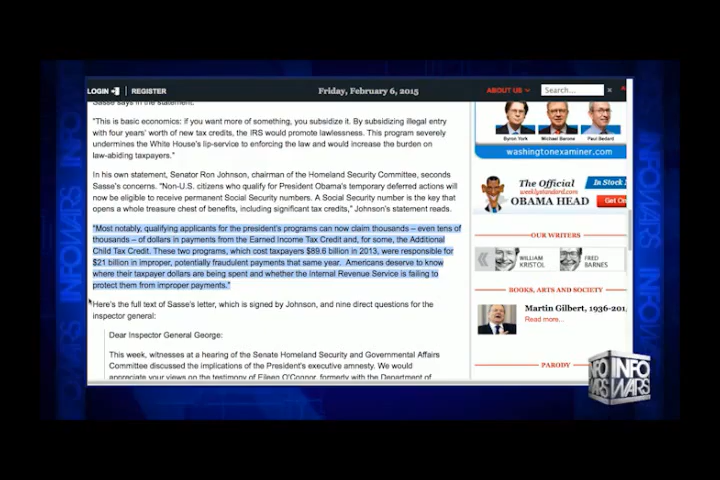 LOGIN
REGISTER
Friday, February 6, 2015
ABOUT US
Search...
Sasse says in the statement.
"This is basic economics: if you want more of something, you subsidize it. By subsidizing illegal entry
with four years' worth of new tax credits, the IRS would promote lawlessness. This program severely
undermines the White House's lip-service to enforcing the law and would increase the burden on
law-abiding taxpayers."
In his own statement, Senator Ron Johnson, chairman of the Homeland Security Committee, seconds
Sasse's concerns. "Non-U.S. citizens who qualify for President Obama's temporary deferred actions will
now be eligible to receive permanent Social Security numbers. A Social Security number is the key that
opens a whole treasure chest of benefits, including significant tax credits," Johnson's statement reads.
"Most notably, qualifying applicants for the president's programs can now claim thousands – even tens of
thousands – of dollars in payments from the Earned Income Tax Credit and, for some, the Additional
Child Tax Credit. These two programs, which cost taxpayers $89.6 billion in 2013, were responsible for
$21 billion in improper, potentially fraudulent payments that same year. Americans deserve to know
where their taxpayer dollars are being spent and whether the Internal Revenue Service is failing to
protect them from improper payments."
Here's the full text of Sasse's letter, which is signed by Johnson, and nine direct questions for the
inspector general:
Dear Inspector General George:
This week, witnesses at a hearing of the Senate Homeland Security and Governmental Affairs
Committee discussed the implications of the President's executive amnesty. We would
appreciate your views on the testimony of Eileen O'Connor, formerly with the Department of
Byron York
Michael Barone
Paul Bedard
washingtonexaminer.com
The Official
weeklystandard.com
OBAMA HEAD
In Stock
Get On
OUR WRITERS
WILLIAM
KRISTOL
FRED
BARNES
BOOKS, ARTS AND SOCIETY
Martin Gilbert, 1936-201
Read more...
PARODY
INFO
WARS
INFO
WARS
INFO
WARS